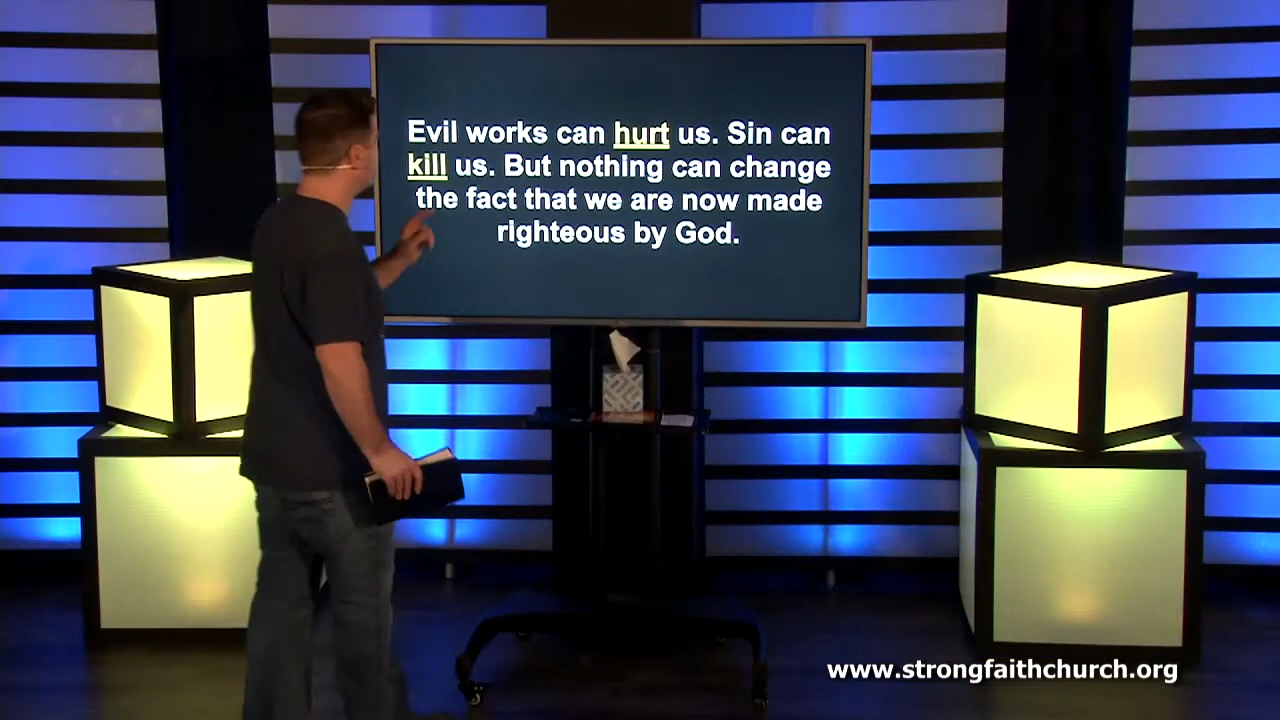 Evil works can hurt us. Sin can
kill us. But nothing can change
the fact that we are now made
righteous by God.
www.strongfaithchurch.org